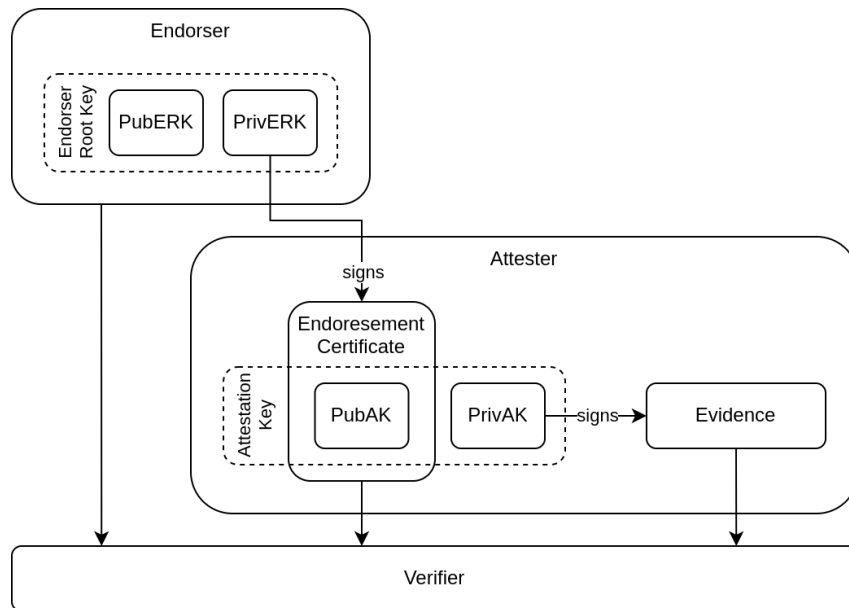 Endorser
Endorser
Root Key
PubERK
PrivERK
Attester
signs
Endoresement
Certificate
Attestation
Key
PubAK
PrivAK
signs
Evidence
Verifier